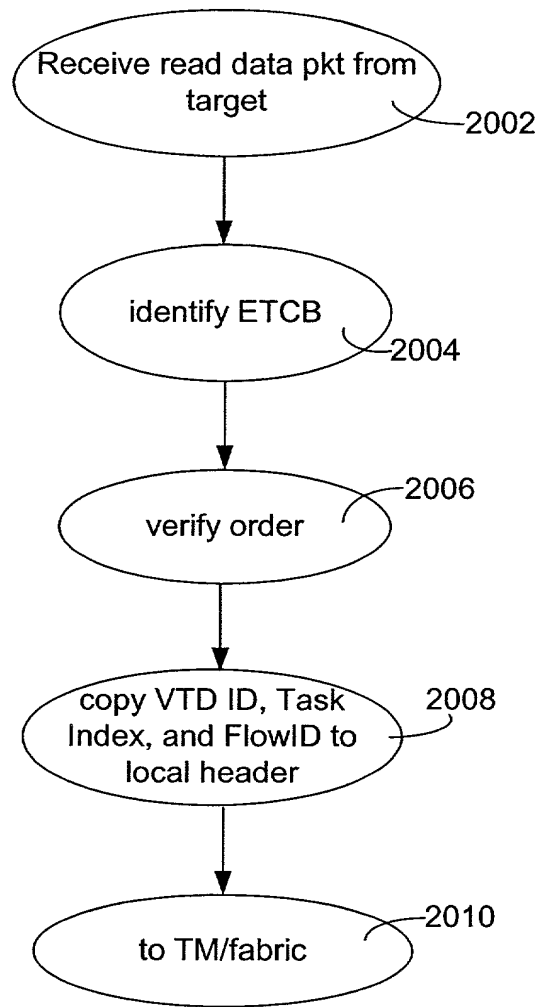 Receive read data pkt from
target
2002
identify ETCB
2004
2006
verify order
copy VTD ID, Task
Index, and FlowID to
local header
2008
2010
to TM/fabric